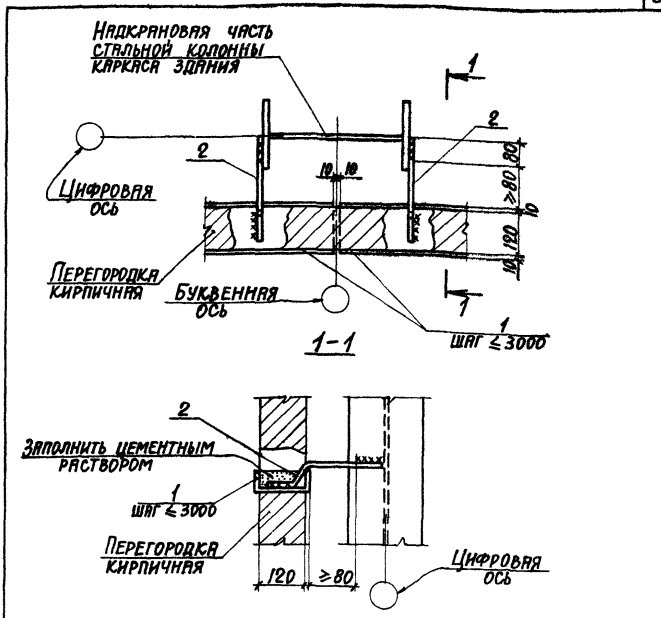 Надкрановая часть
стальной колонны
каркаса здания
1
2
2
Цифровая
ось
10 10
80
≥80
10
120
10
Перегородка
кирпичная
Буквенная
ось
1
1
шаг ≤ 3000
1-1
2
Заполнить цементным
раствором
1
шаг ≤ 3000
Перегородка
кирпичная
120
≥80
Цифровая
ось